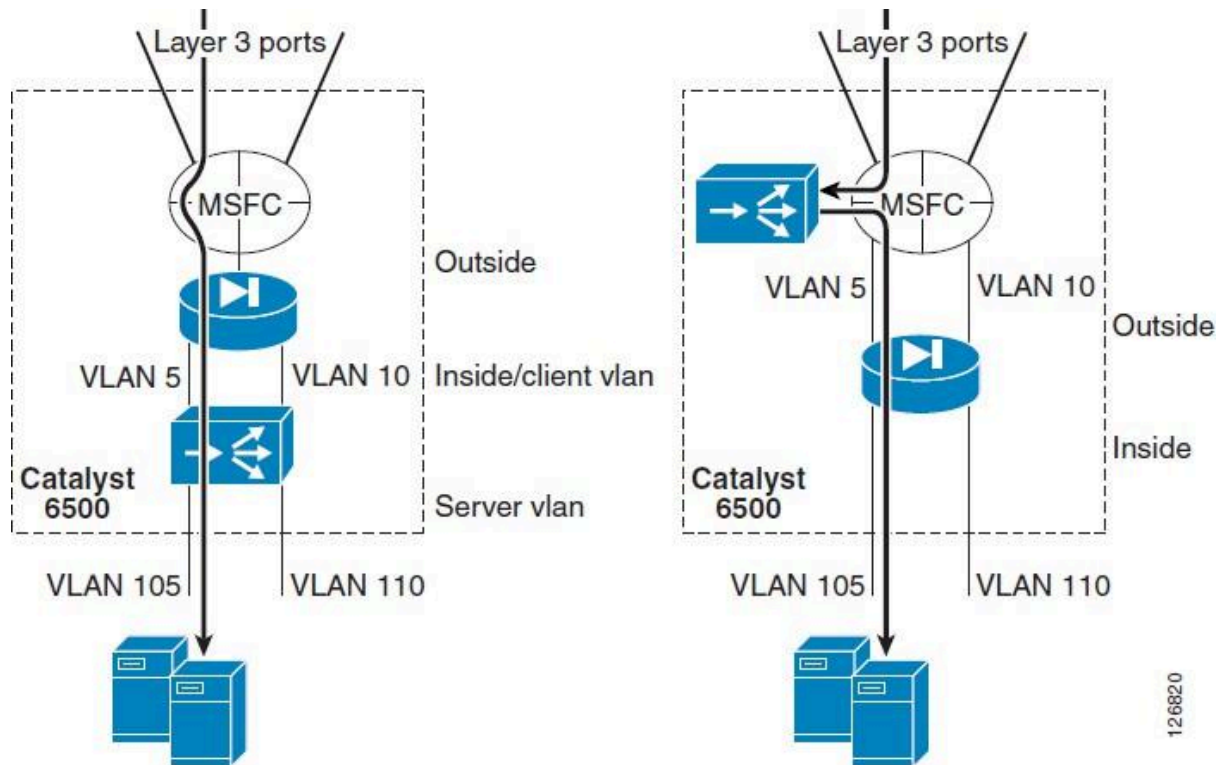 Layer 3 ports
MSFC
Outside
VLAN 5
VLAN 10
Inside/client vlan
Catalyst
6500
Server vlan
VLAN 105
VLAN 110
Layer 3 ports
MSFC
VLAN 5
VLAN 10
Outside
Inside
Catalyst
6500
VLAN 105
VLAN 110
126820